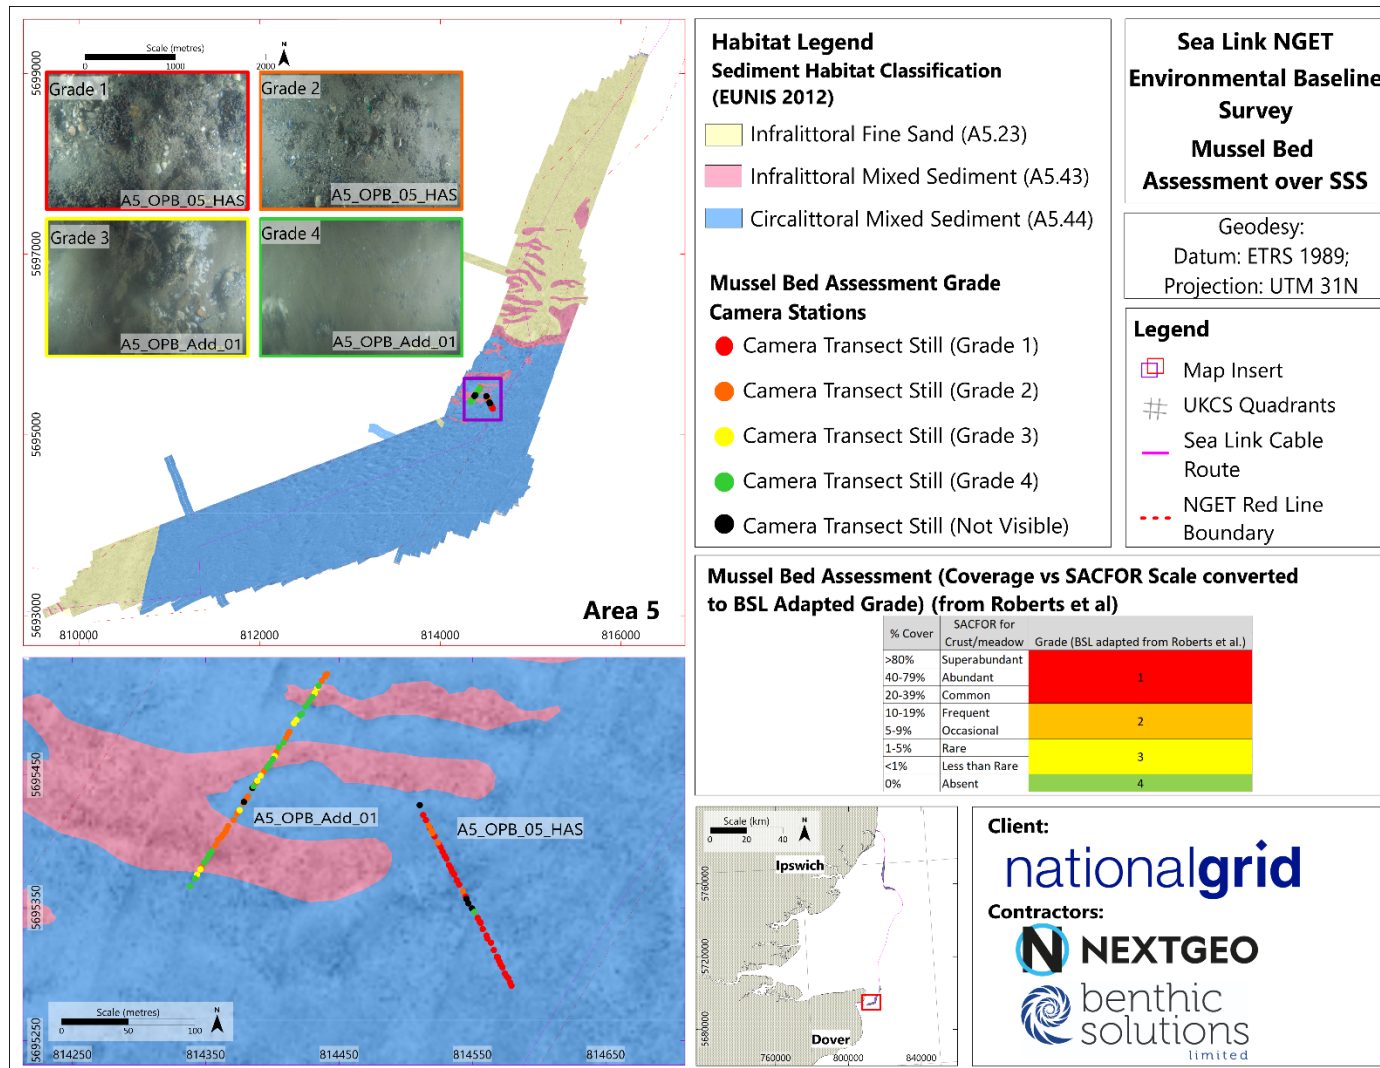 Scale (metres)
0
1000
2000
N
Grade 1
A5_OPB_05_HAS
Grade 2
A5_OPB_05_HAS
Grade 3
A5_OPB_Add_01
Grade 4
A5_OPB_Add_01
5699000
5697000
5695000
5693000
810000
812000
814000
816000
Area 5
Habitat Legend
Sediment Habitat Classification
(EUNIS 2012)
Infralittoral Fine Sand (A5.23)
Infralittoral Mixed Sediment (A5.43)
Circalittoral Mixed Sediment (A5.44)
Mussel Bed Assessment Grade
Camera Stations
Camera Transect Still (Grade 1)
Camera Transect Still (Grade 2)
Camera Transect Still (Grade 3)
Camera Transect Still (Grade 4)
Camera Transect Still (Not Visible)
Sea Link NGET
Environmental Baseline
Survey
Mussel Bed
Assessment over SSS
Geodesy:
Datum: ETRS 1989;
Projection: UTM 31N
Legend
Map Insert
UKCS Quadrants
Sea Link Cable
Route
NGET Red Line
Boundary
Mussel Bed Assessment (Coverage vs SACFOR Scale converted
to BSL Adapted Grade) (from Roberts et al)
% Cover
SACFOR for
Crust/meadow
Grade (BSL adapted from Roberts et al.)
>80%
Superabundant
40-79%
Abundant
1
20-39%
Common
10-19%
Frequent
2
5-9%
Occasional
1-5%
Rare
3
<1%
Less than Rare
0%
Absent
4
5695450
5695350
5695250
A5_OPB_Add_01
A5_OPB_05_HAS
Scale (metres)
0
50
100
N
814250
814350
814450
814550
814650
Scale (km)
0
20
40
N
Ipswich
Dover
5760000
5720000
5680000
760000
800000
840000
Client:
nationalgrid
Contractors:
N NEXTGEO
benthic
solutions
limited